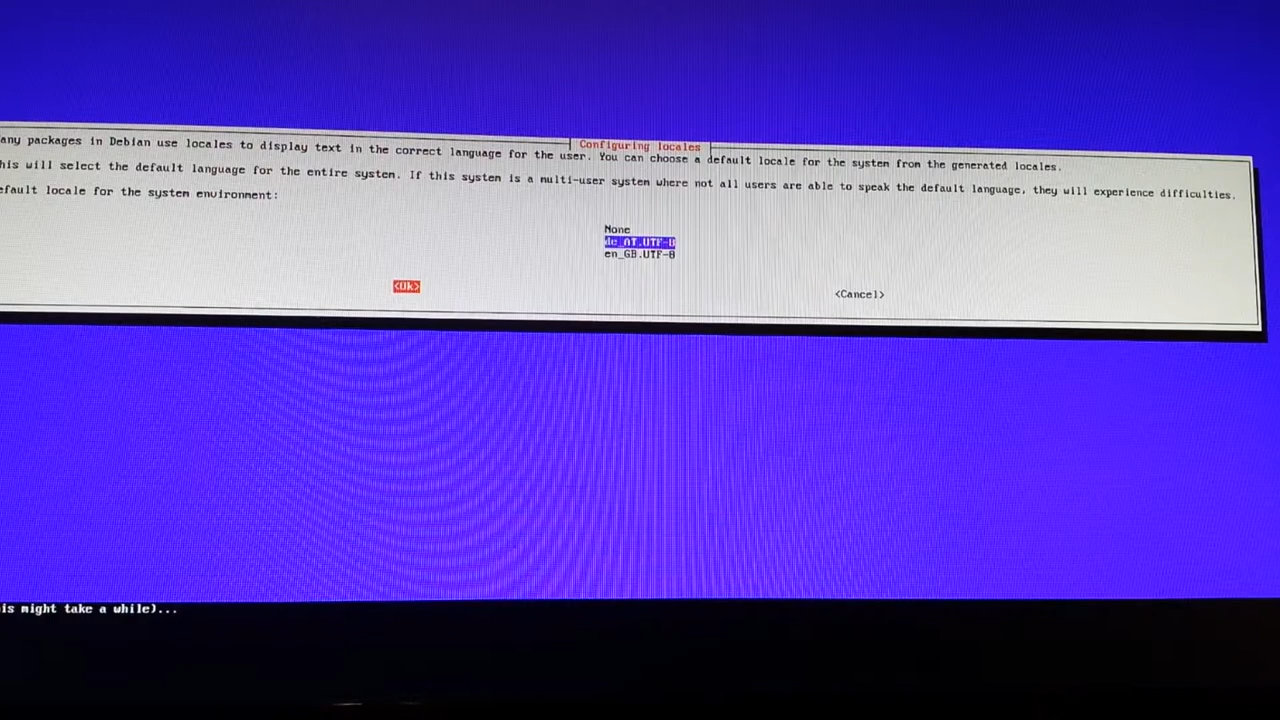 Configuring locales
any packages in Debian use locales to display text in the correct language for the user. You can choose a default locale for the system from the generated locales.
his will select the default language for the entire system. If this system is a multi-user system where not all users are able to speak the default language, they will experience difficulties.
efault locale for the system environment:
None
de_AT.UTF-8
en_GB.UTF-8
<Ok>
<Cancel>
is might take a while)...